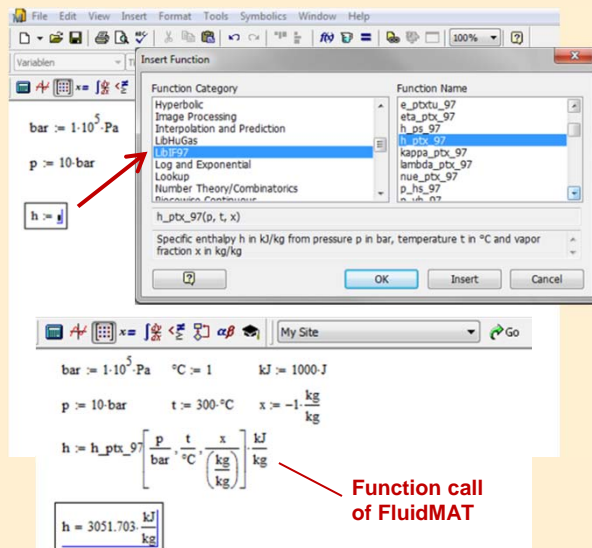 File Edit View Insert Format Tools Symbolics Window Help
100%
Variablen
Insert Function
Function Category
Hyperbolic
Image Processing
Interpolation and Prediction
LibHuGas
LibIF97
Log and Exponential
Lookup
Number Theory/Combinatorics
Piecewise Continuous
Function Name
e_ptxtu_97
eta_ptx_97
h_ps_97
h_ptx_97
kappa_ptx_97
lambda_ptx_97
nue_ptx_97
p_hs_97
p_vh_97
bar := 1·10⁵·Pa
p := 10·bar
h :=
h_ptx_97(p, t, x)
Specific enthalpy h in kJ/kg from pressure p in bar, temperature t in °C and vapor
fraction x in kg/kg
OK Insert Cancel
My Site Go
bar := 1·10⁵·Pa °C := 1 kJ := 1000·J
p := 10·bar t := 300·°C x := −1·kg/kg
h := h_ptx_97[p/bar, t/°C, x/(kg/kg)]·kJ/kg
Function call
of FluidMAT
h = 3051.703·kJ/kg